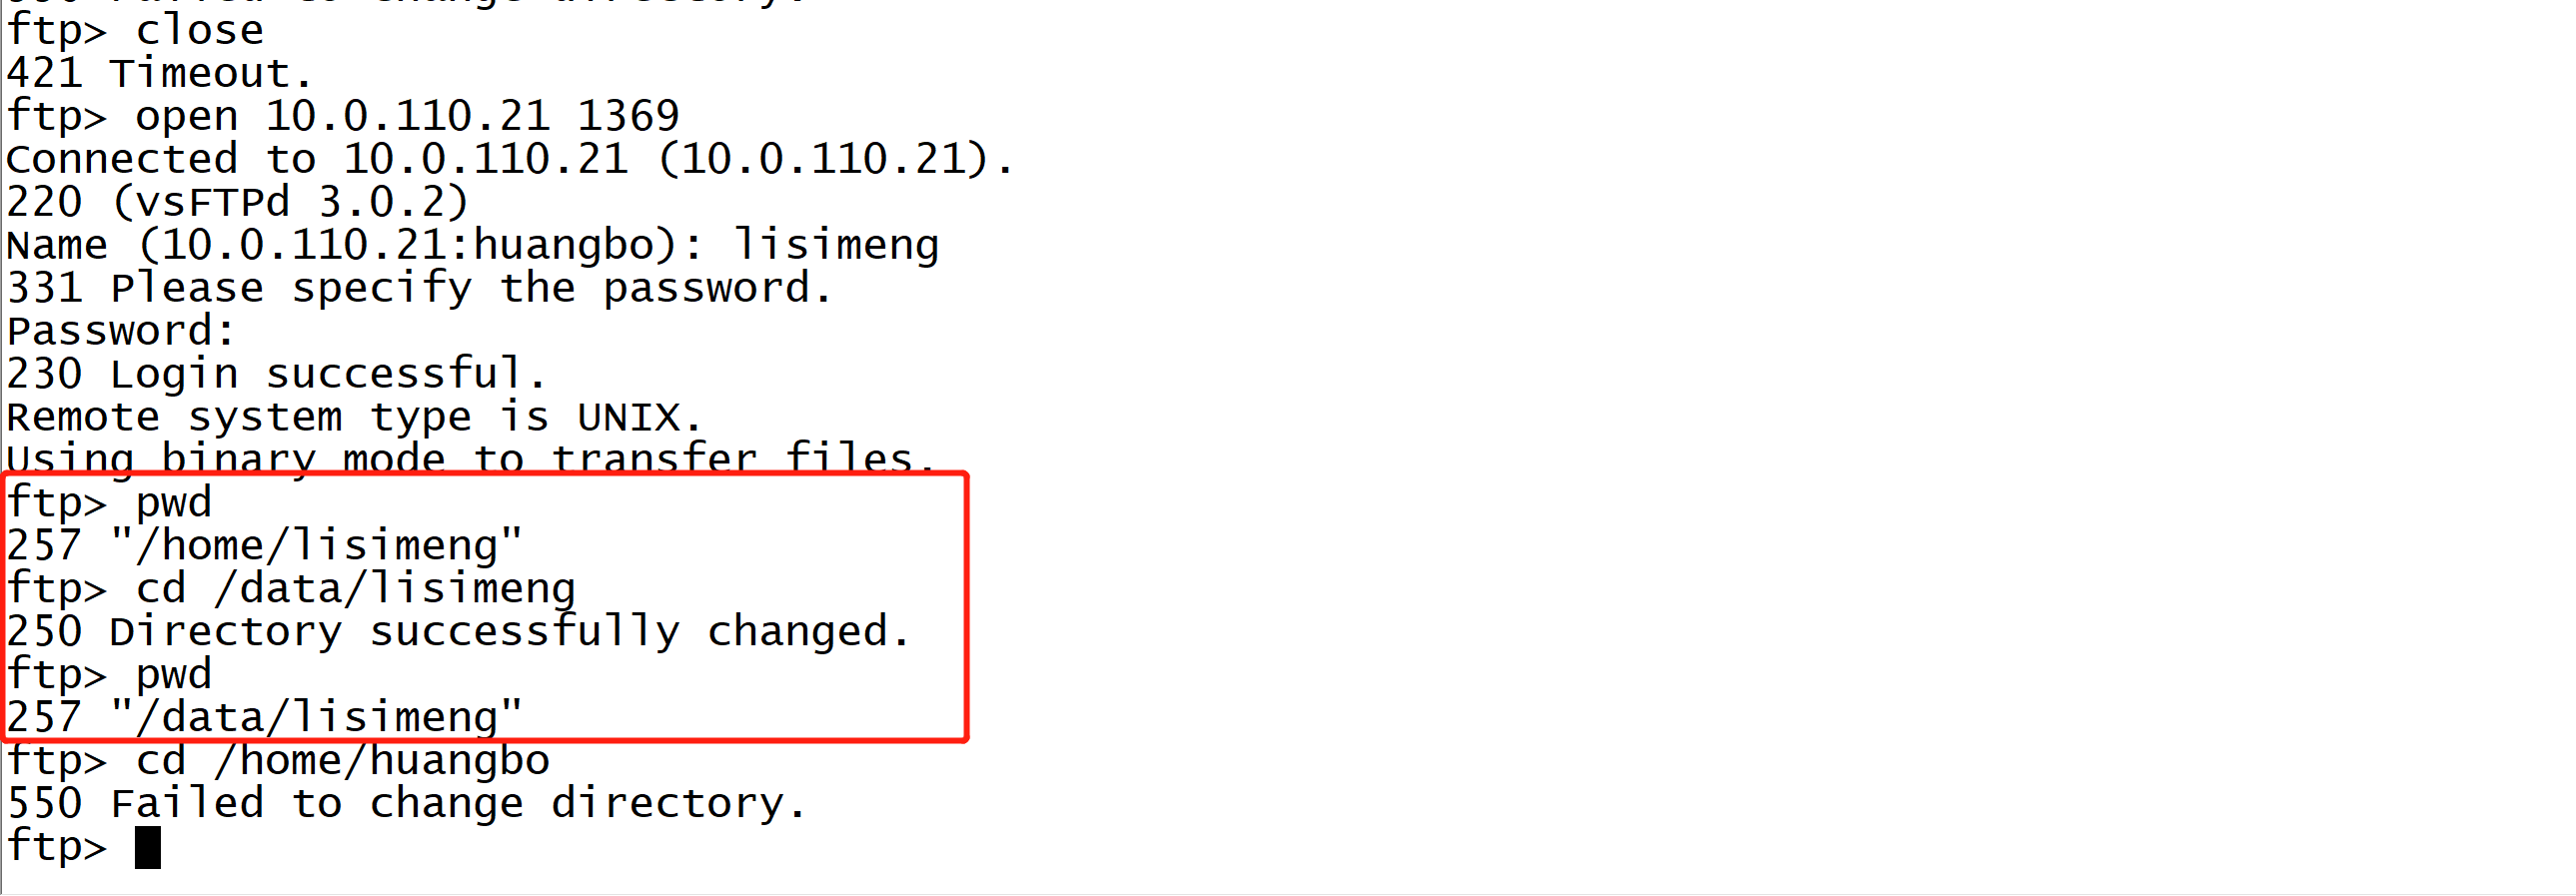 ftp> close
421 Timeout.
ftp> open 10.0.110.21 1369
Connected to 10.0.110.21 (10.0.110.21).
220 (vsFTPd 3.0.2)
Name (10.0.110.21:huangbo): lisimeng
331 Please specify the password.
Password:
230 Login successful.
Remote system type is UNIX.
Using binary mode to transfer files.
ftp> pwd
257 "/home/lisimeng"
ftp> cd /data/lisimeng
250 Directory successfully changed.
ftp> pwd
257 "/data/lisimeng"
ftp> cd /home/huangbo
550 Failed to change directory.
ftp>